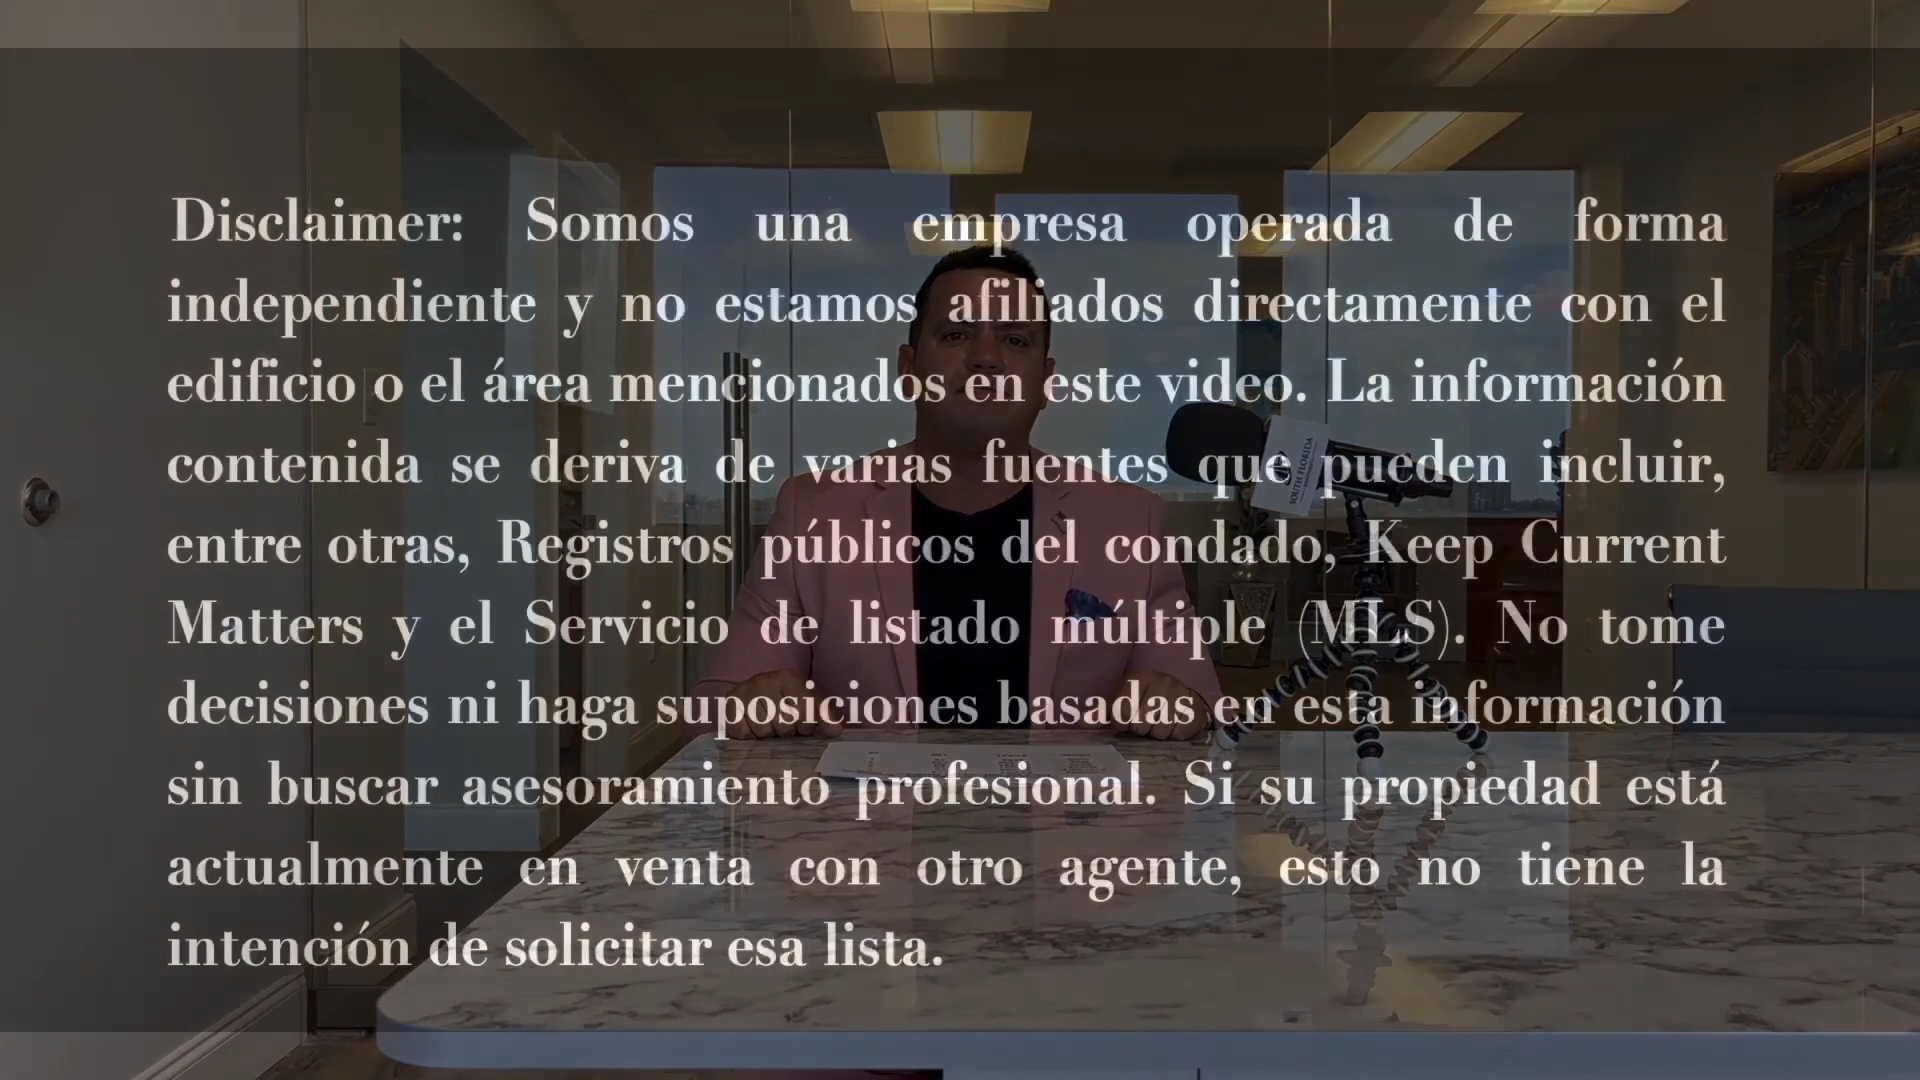 Disclaimer: Somos una empresa operada de forma
independiente y no estamos afiliados directamente con el
edificio o el área mencionados en este video. La información
contenida se deriva de varias fuentes que pueden incluir,
entre otras, Registros públicos del condado, Keep Current
Matters y el Servicio de listado múltiple (MLS). No tome
decisiones ni haga suposiciones basadas en esta información
sin buscar asesoramiento profesional. Si su propiedad está
actualmente en venta con otro agente, esto no tiene la
intención de solicitar esa lista.
SOUTH FLORIDA